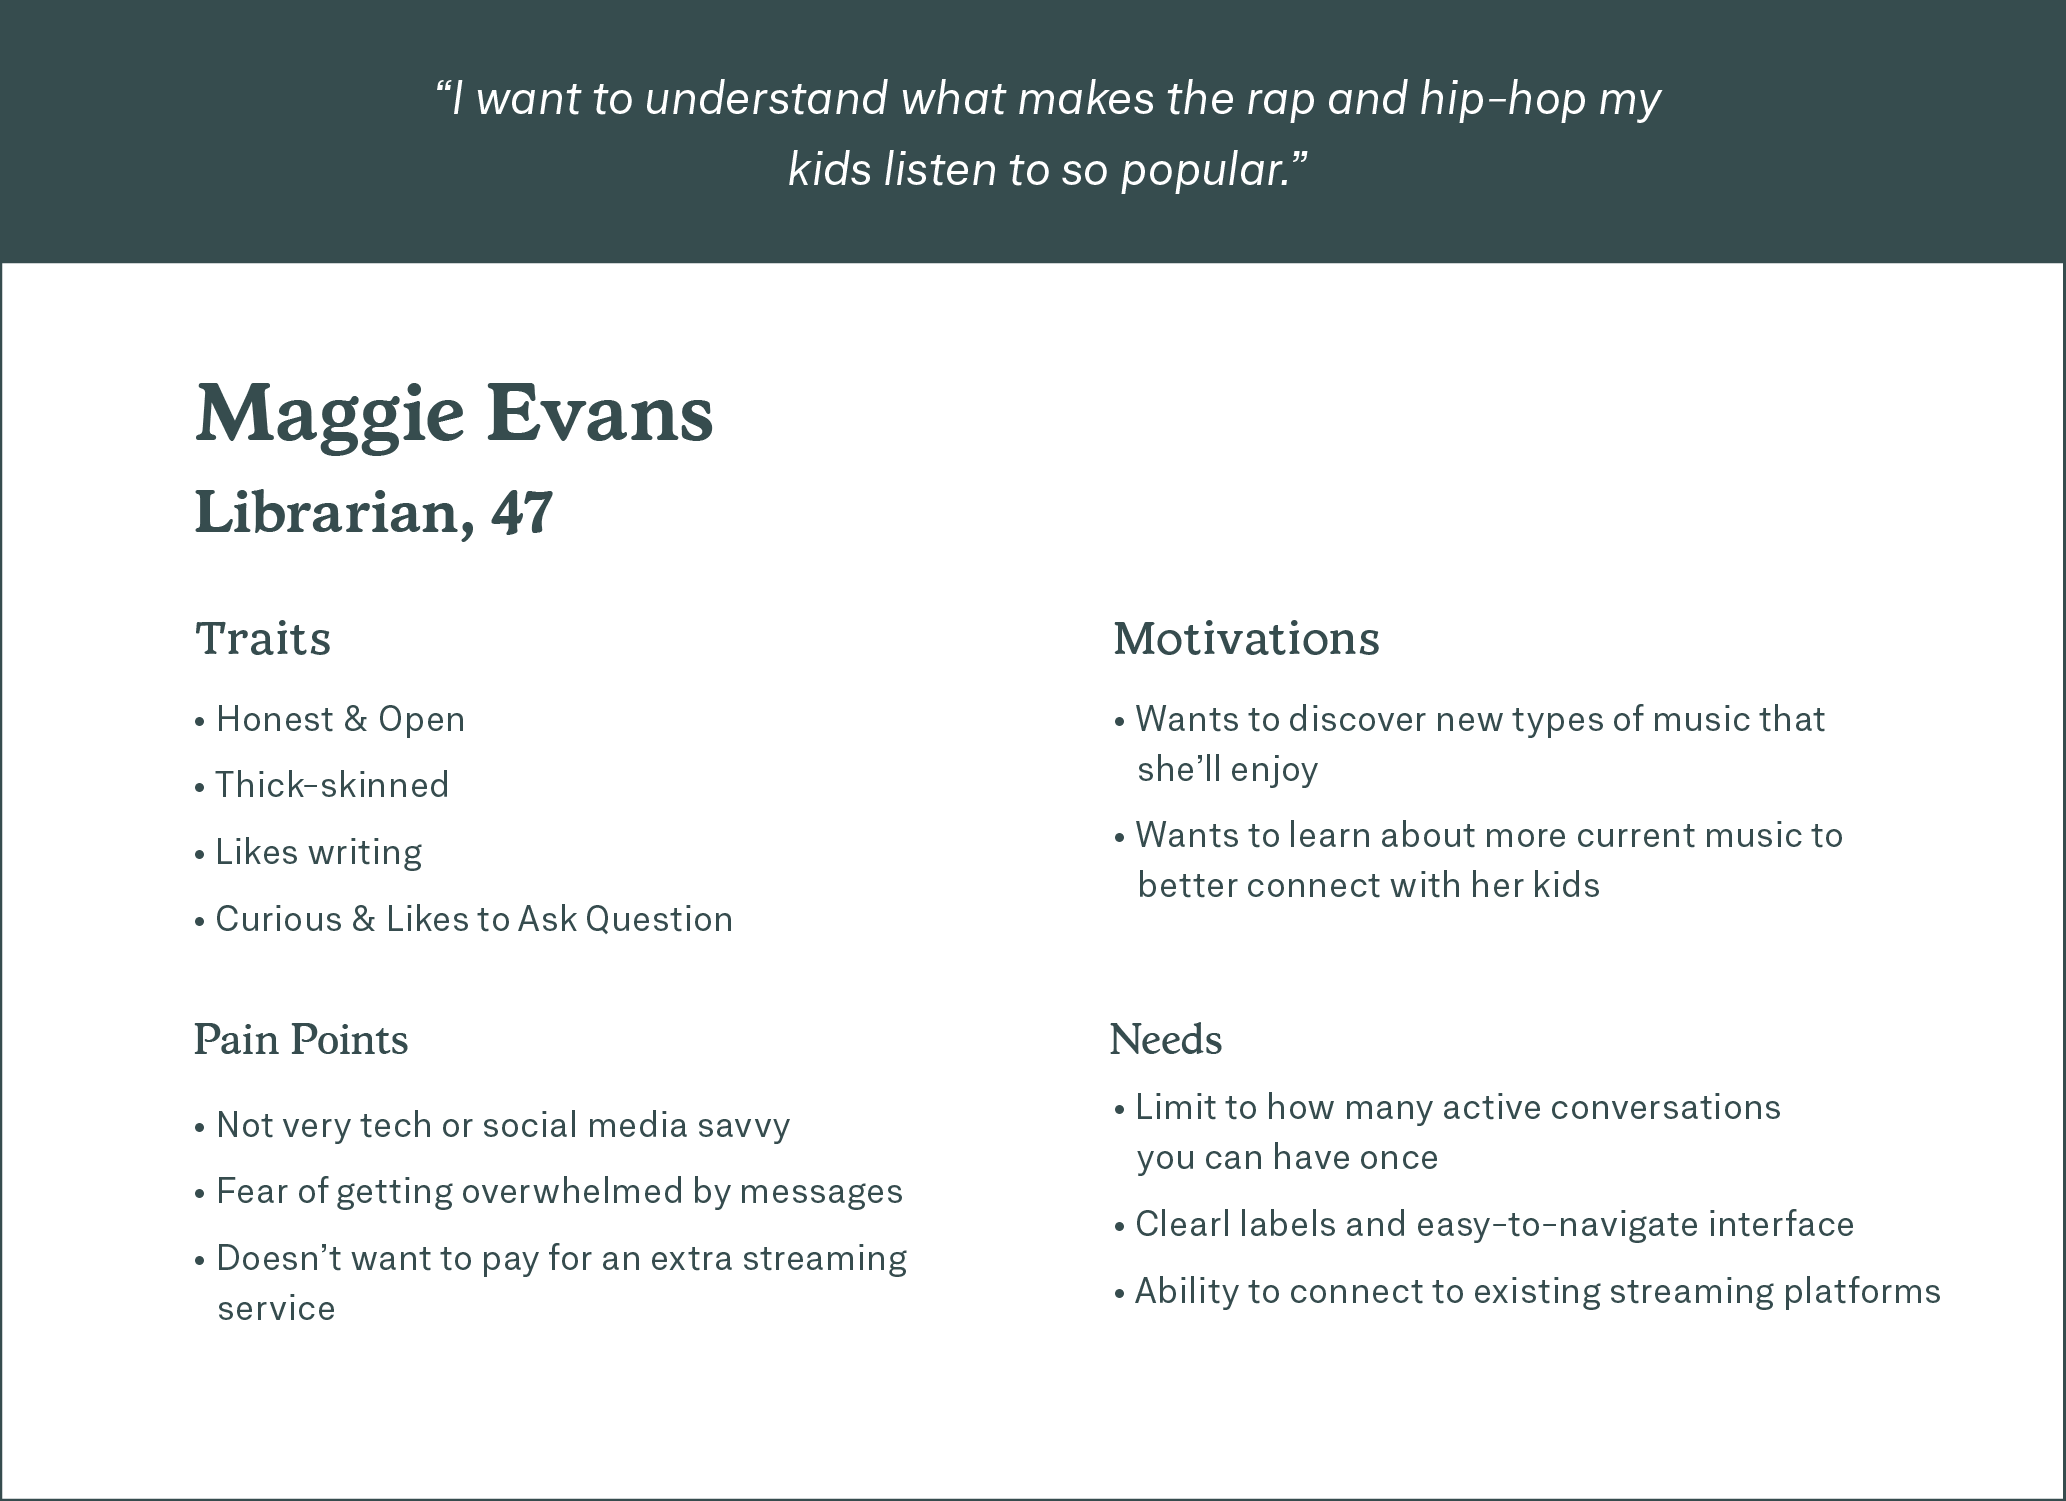 “I want to understand what makes the rap and hip-hop my
kids listen to so popular.”
Maggie Evans
Librarian, 47
Traits
• Honest & Open
• Thick-skinned
• Likes writing
• Curious & Likes to Ask Question
Motivations
• Wants to discover new types of music that
she’ll enjoy
• Wants to learn about more current music to
better connect with her kids
Pain Points
• Not very tech or social media savvy
• Fear of getting overwhelmed by messages
• Doesn’t want to pay for an extra streaming
service
Needs
• Limit to how many active conversations
you can have once
• Clearl labels and easy-to-navigate interface
• Ability to connect to existing streaming platforms